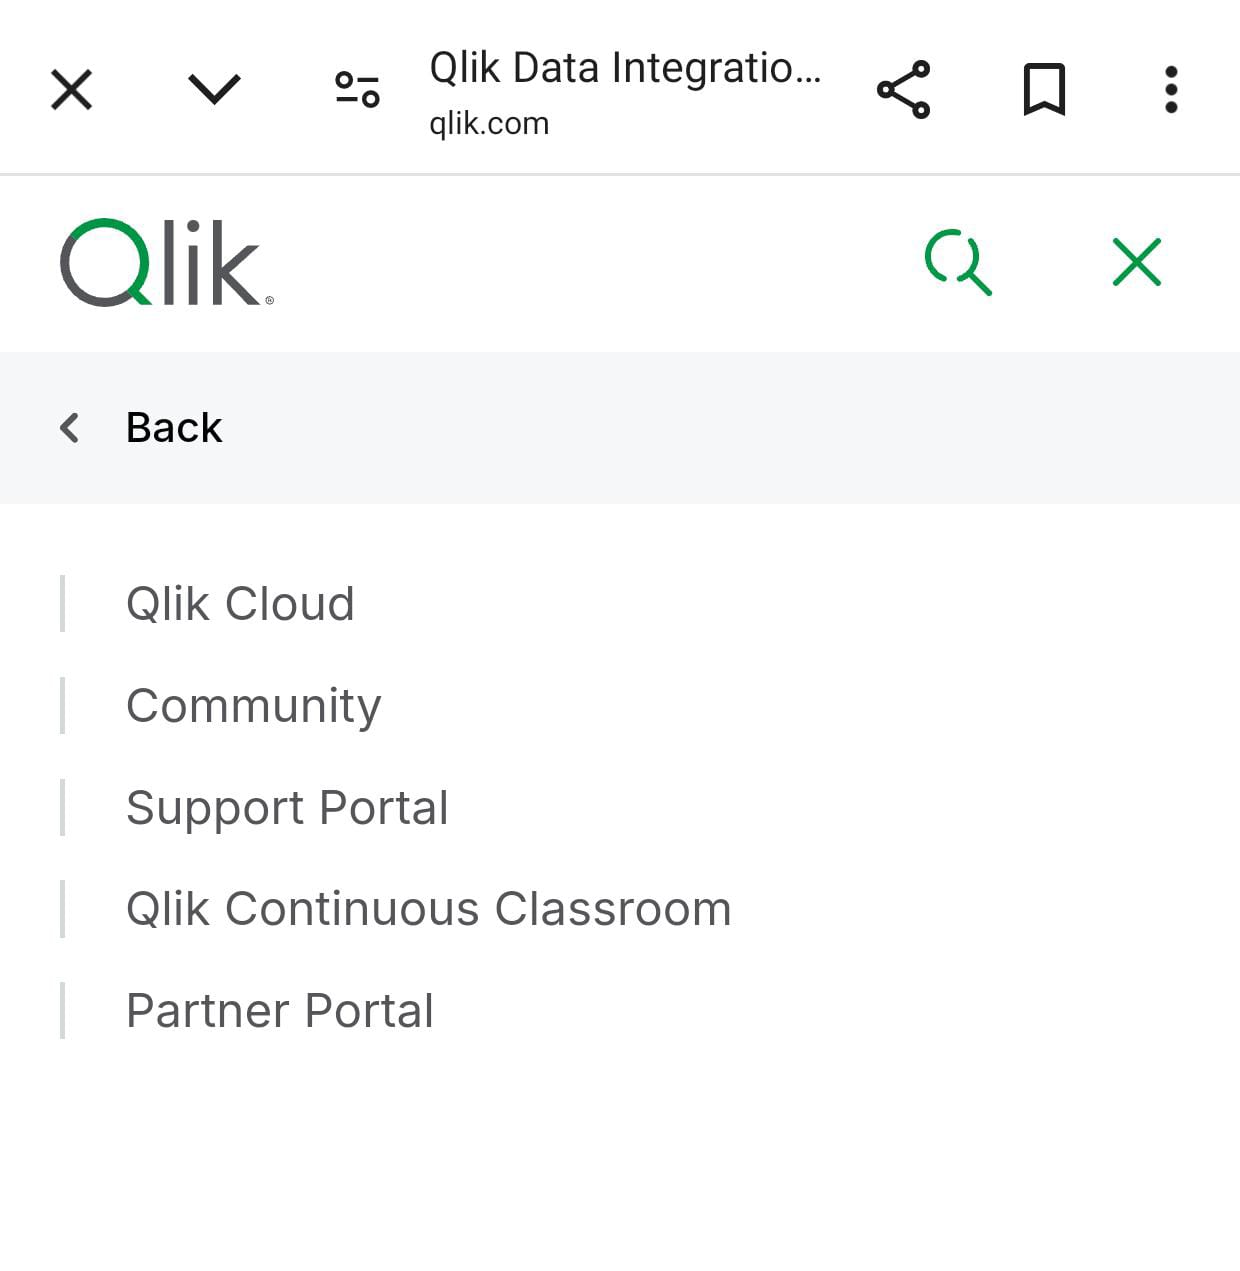 Qlik Data Integratio...
qlik.com
Qlik®
Back
Qlik Cloud
Community
Support Portal
Qlik Continuous Classroom
Partner Portal